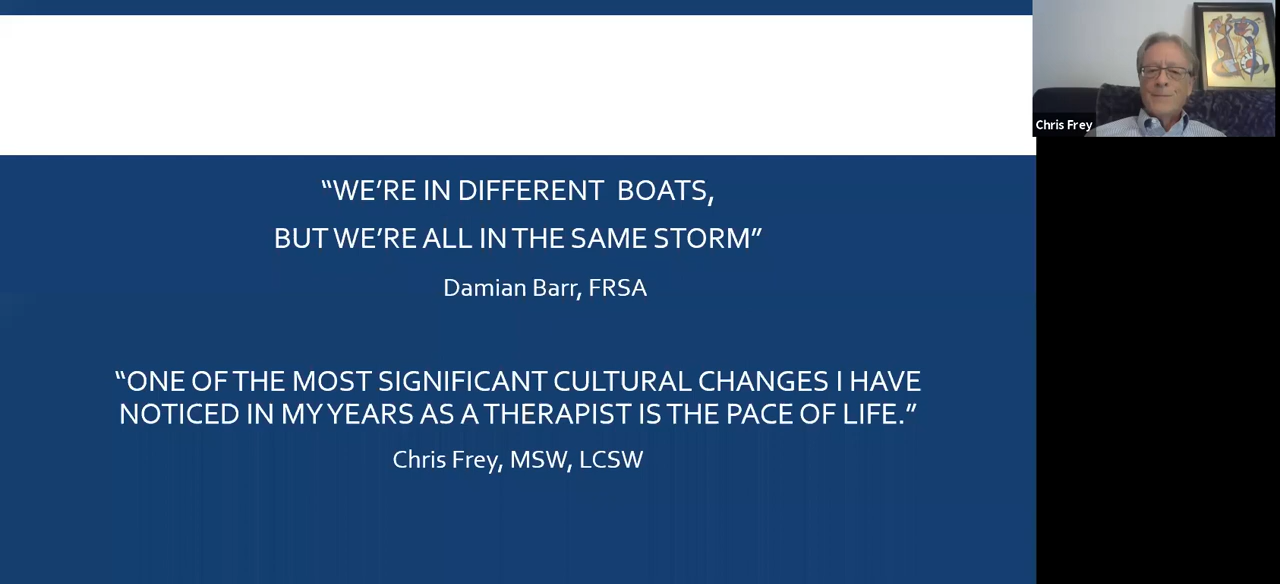 “WE’RE IN DIFFERENT BOATS,
BUT WE’RE ALL IN THE SAME STORM”
Damian Barr, FRSA
“ONE OF THE MOST SIGNIFICANT CULTURAL CHANGES I HAVE
NOTICED IN MY YEARS AS A THERAPIST IS THE PACE OF LIFE.”
Chris Frey, MSW, LCSW
Chris Frey